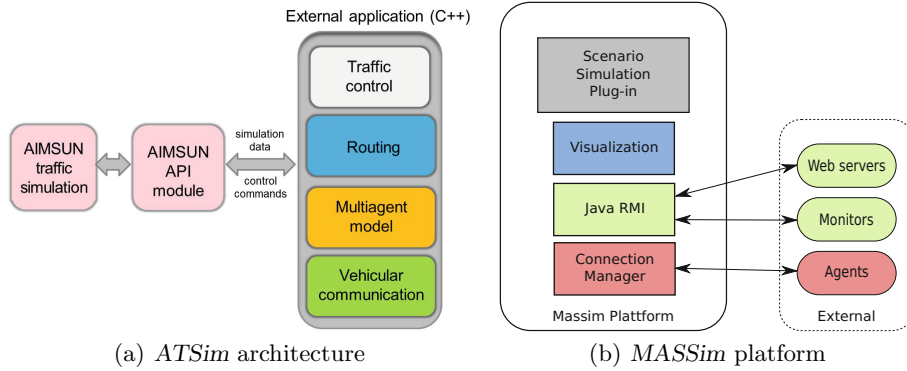 External application (C++)
Traffic
control
Routing
Multiagent
model
Vehicular
communication
AIMSUN
traffic
simulation
AIMSUN
API
module
simulation
data
control
commands
(a) ATSim architecture
Scenario
Simulation
Plug-in
Visualization
Java RMI
Connection
Manager
Massim Plattform
Web servers
Monitors
Agents
External
(b) MASSim platform